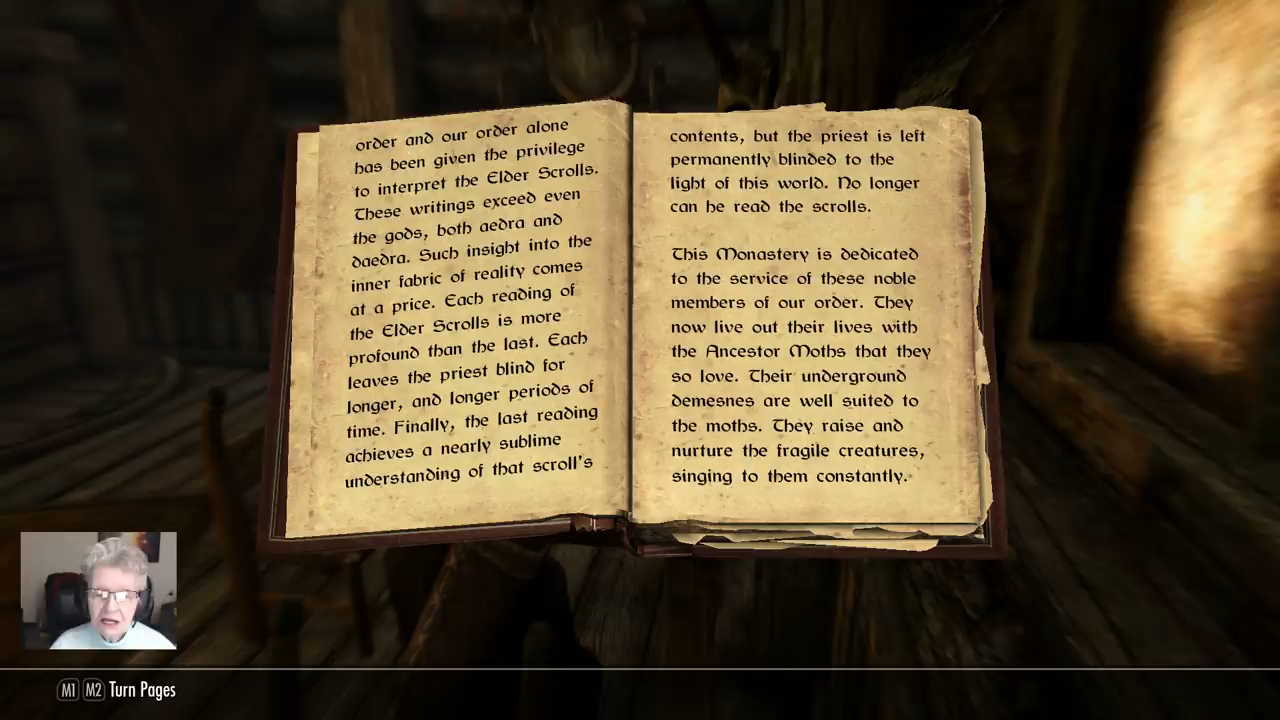 order and our order alone
has been given the privilege
to interpret the Elder Scrolls.
These writings exceed even
the gods, both aedra and
daedra. Such insight into the
inner fabric of reality comes
at a price. Each reading of
the Elder Scrolls is more
profound than the last. Each
leaves the priest blind for
longer, and longer periods of
time. Finally, the last reading
achieves a nearly sublime
understanding of that scroll's
contents, but the priest is left
permanently blinded to the
light of this world. No longer
can he read the scrolls.
This Monastery is dedicated
to the service of these noble
members of our order. They
now live out their lives with
the Ancestor Moths that they
so love. Their underground
demesnes are well suited to
the moths. They raise and
nurture the fragile creatures,
singing to them constantly.
M1 M2 Turn Pages